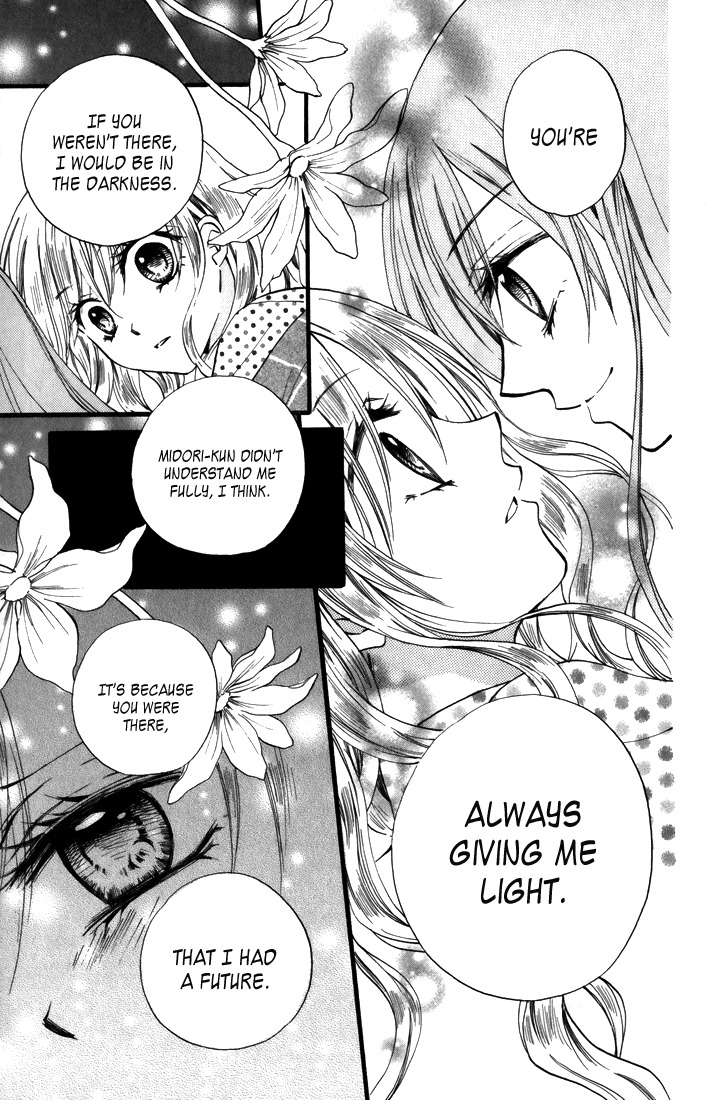 YOU'RE
ALWAYS
GIVING ME
LIGHT.
IF YOU
WEREN'T THERE,
I WOULD BE IN
THE DARKNESS.
MIDORI-KUN DIDN'T
UNDERSTAND ME
FULLY, I THINK.
IT'S BECAUSE
YOU WERE
THERE,
THAT I HAD
A FUTURE.